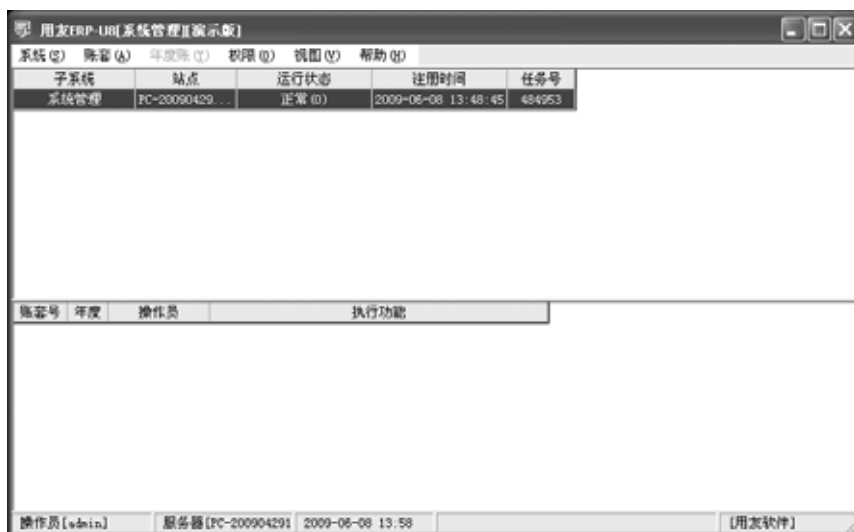 用友ERP-U8[系统管理][演示版]
系统(S) 账套(A) 年度账(Y) 权限(O) 视图(V) 帮助(H)
子系统 站点 运行状态 注册时间 任务号
系统管理 PC-20090429... 正常(0) 2009-06-08 13:48:45 484953
账套号 年度 操作员 执行功能
操作员[admin] 服务器[PC-200904291 2009-06-08 13:58 [用友软件]